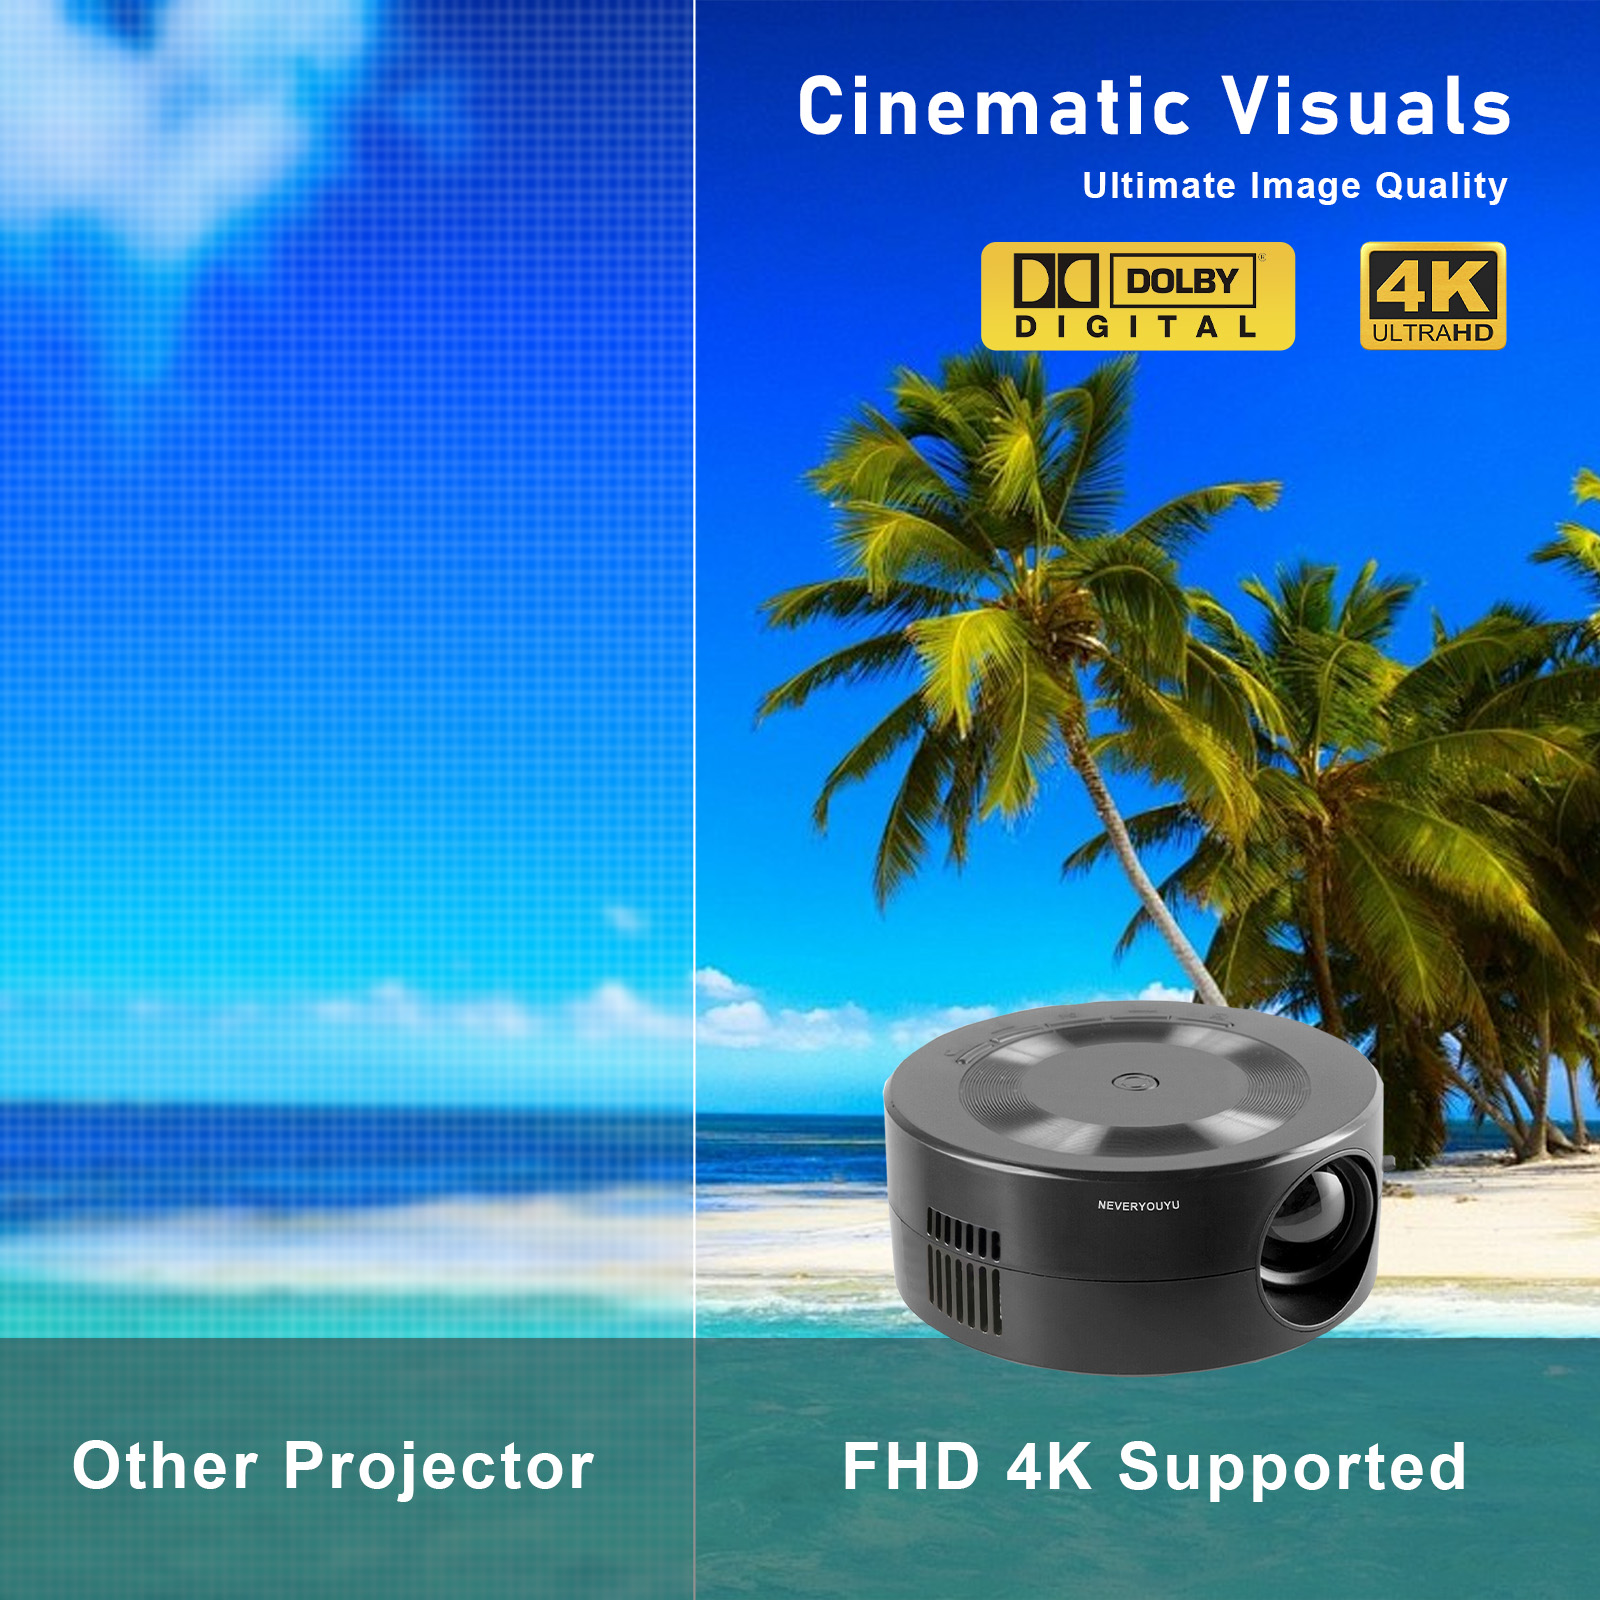 Cinematic Visuals
Ultimate Image Quality
DOLBY®
DIGITAL
4K
ULTRAHD
NEVERYOUYU
Other Projector
FHD 4K Supported